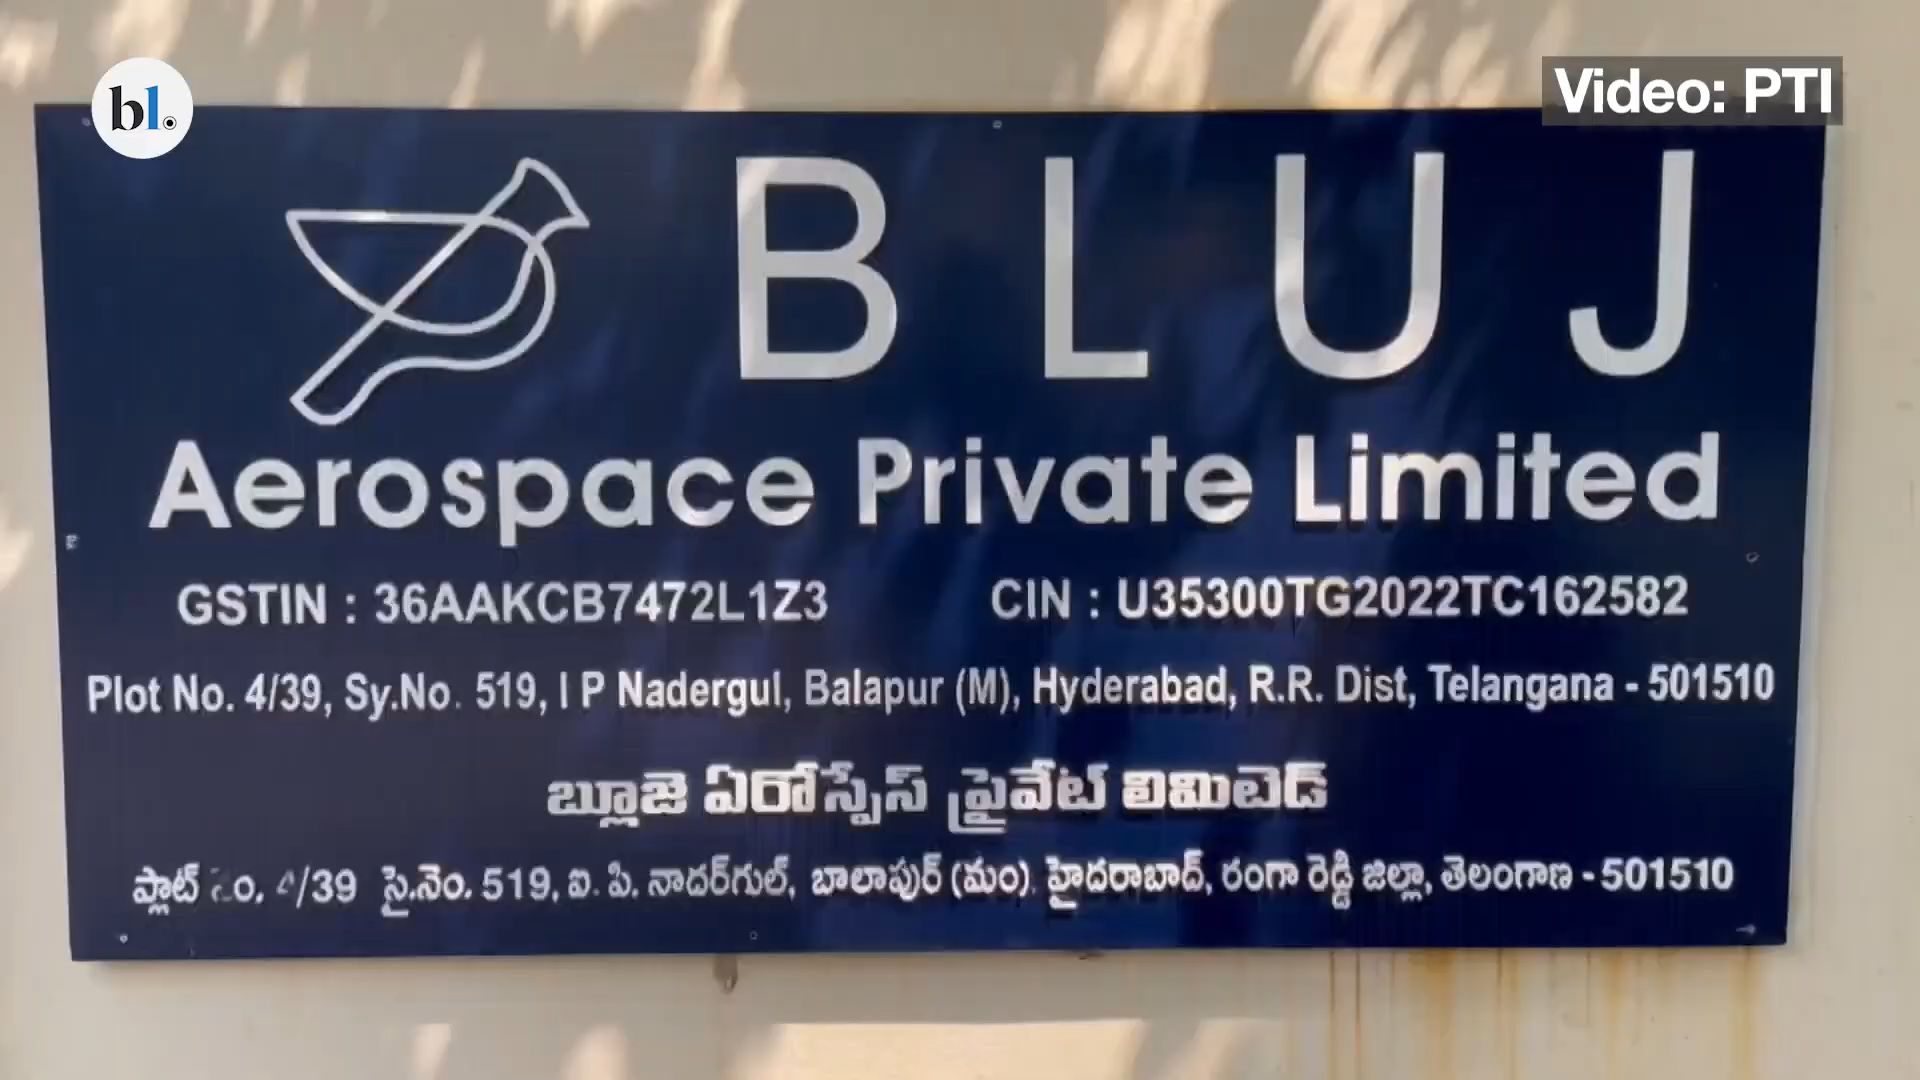 bl.
Video: PTI
BLUJ
Aerospace Private Limited
GSTIN : 36AAKCB7472L1Z3 CIN : U35300TG2022TC162582
Plot No. 4/39, Sy.No. 519, I P Nadergul, Balapur (M), Hyderabad, R.R. Dist, Telangana - 501510
బ్లూజె ఏరోస్పేస్ ప్రైవేట్ లిమిటెడ్
ప్లాట్ /39 సై.నెం. 519, ఐ. పి. నాదర్‌గుల్, బాలాపుర్ (మం). హైదరాబాద్, రంగా రెడ్డి జిల్లా, తెలంగాణ - 501510